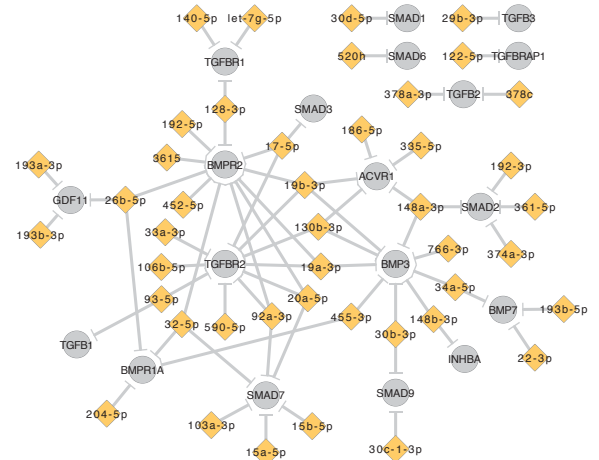 140-5p
let-7g-5p
30d-5p
SMAD1
29b-3p
TGFB3
TGFBR1
520h
SMAD6
122-5p
TGFBRAP1
378a-3p
TGFB2
378c
128-3p
SMAD3
192-5p
17-5p
186-5p
335-5p
193a-3p
3615
BMPR2
192-3p
ACVR1
19b-3p
GDF11
26b-5p
452-5p
148a-3p
SMAD2
361-5p
193b-3p
33a-3p
130b-3p
766-3p
374a-3p
106b-5p
TGFBR2
19a-3p
BMP3
34a-5p
93-5p
20a-5p
BMP7
193b-5p
32-5p
590-5p
92a-3p
455-3p
148b-3p
30b-3p
TGFB1
22-3p
INHBA
BMPR1A
SMAD7
SMAD9
204-5p
103a-3p
15b-5p
15a-5p
30c-1-3p